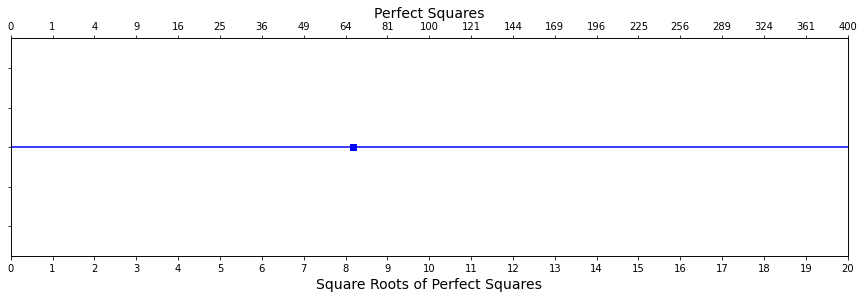 Perfect Squares
0 1 4 9 16 25 36 49 64 81 100 121 144 169 196 225 256 289 324 361 400
0 1 2 3 4 5 6 7 8 9 10 11 12 13 14 15 16 17 18 19 20
Square Roots of Perfect Squares